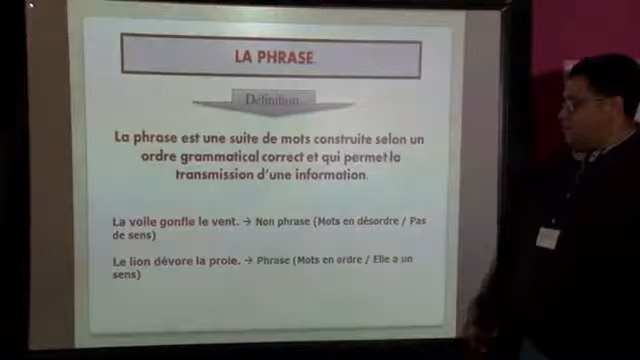 LA PHRASE
Définition
La phrase est une suite de mots construite selon un
ordre grammatical correct et qui permet la
transmission d'une information.
La voile gonfle le vent. → Non phrase (Mots en désordre / Pas
de sens)
Le lion dévore la proie. → Phrase (Mots en ordre / Elle a un
sens)